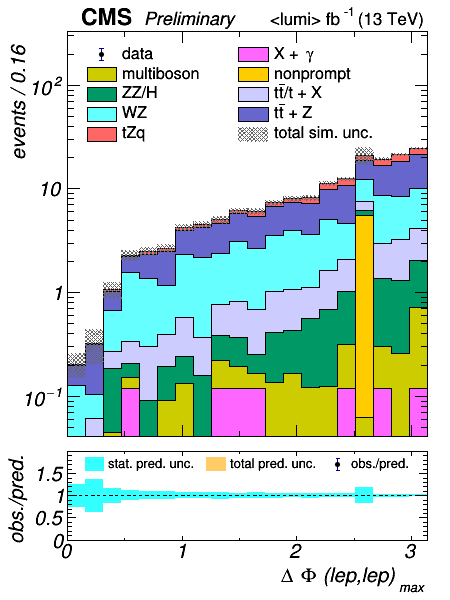 CMS Preliminary <lumi> fb⁻¹ (13 TeV)
events / 0.16
data
X + γ
multiboson
nonprompt
ZZ/H
tt̄/t + X
WZ
tt̄ + Z
tZq
total sim. unc.
10²
10
1
10⁻¹
obs./pred.
stat. pred. unc.
total pred. unc.
obs./pred.
1.5
1
0.5
0
0 1 2 3
Δ Φ (lep,lep) max